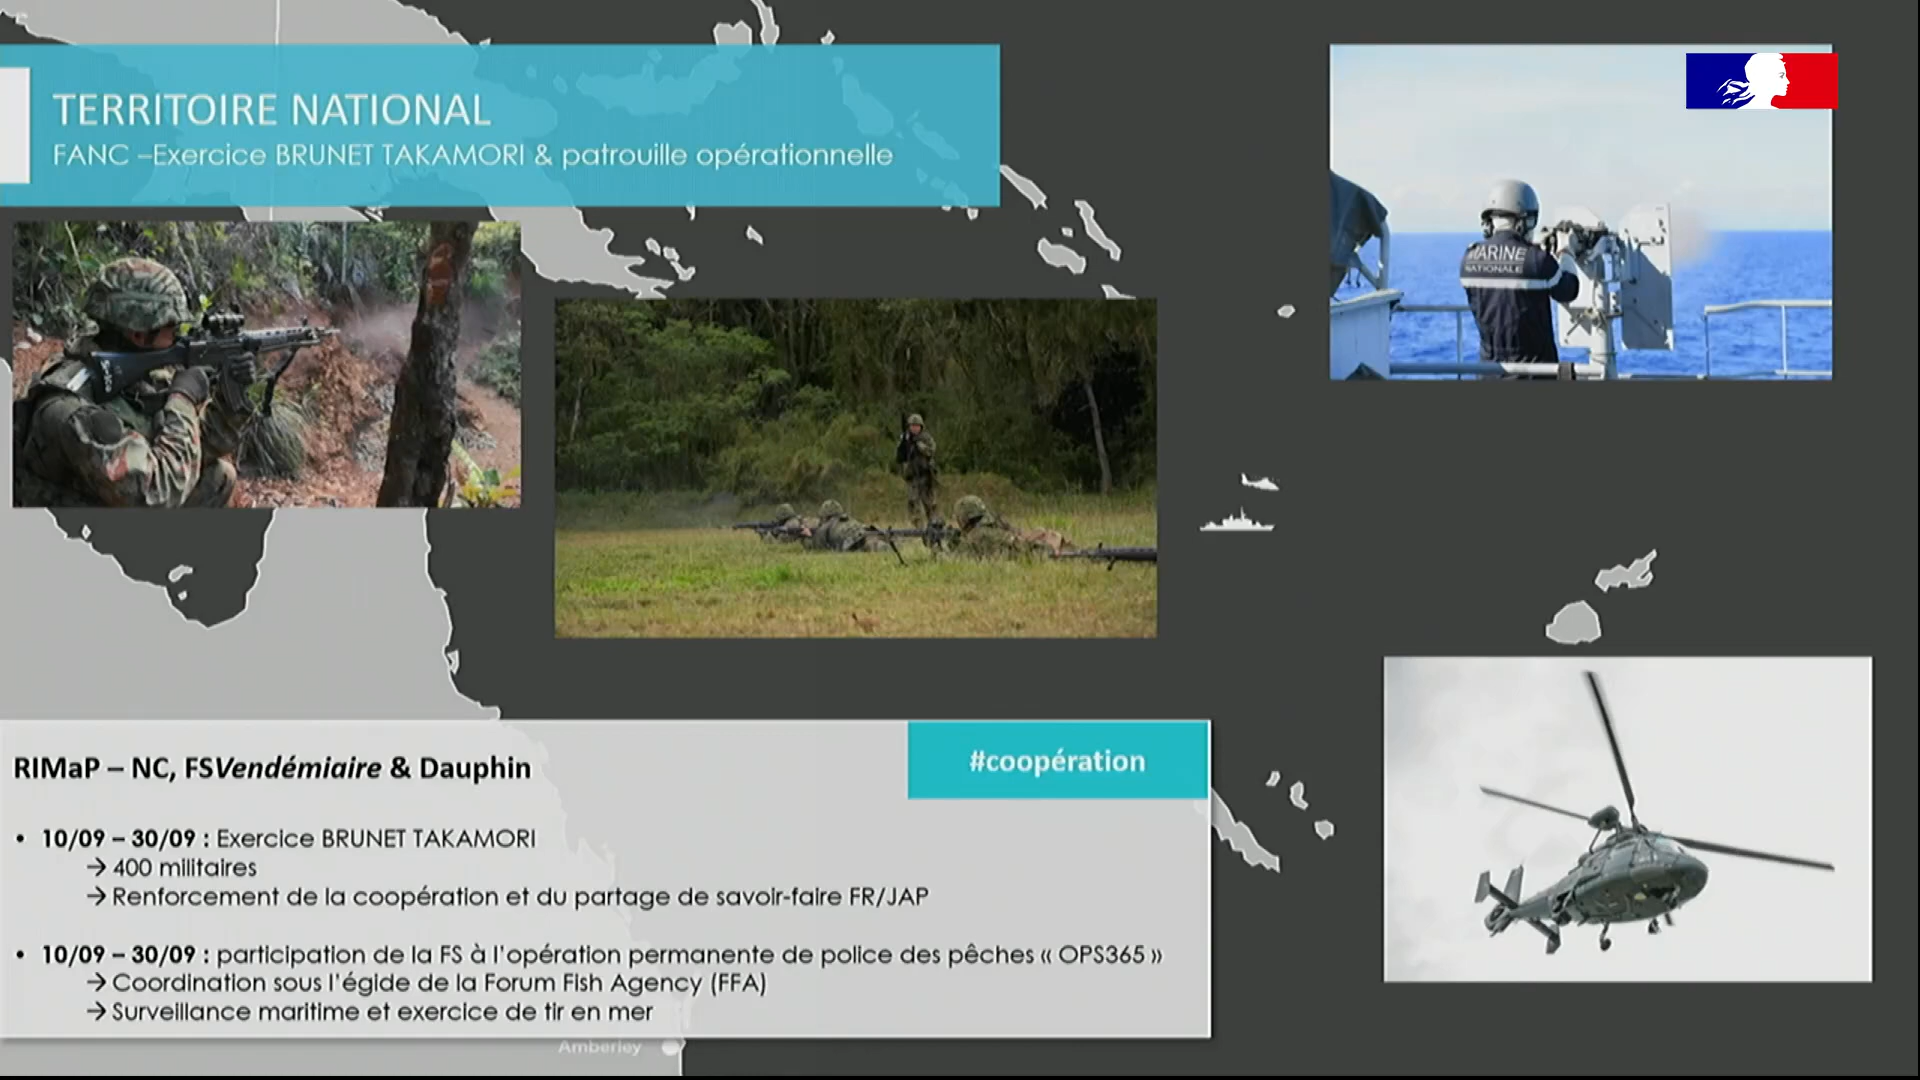 TERRITOIRE NATIONAL
FANC –Exercice BRUNET TAKAMORI & patrouille opérationnelle
MARINE
NATIONALE
#coopération
RIMaP – NC, FSVendémiaire & Dauphin
• 10/09 – 30/09 : Exercice BRUNET TAKAMORI
→ 400 militaires
→ Renforcement de la coopération et du partage de savoir-faire FR/JAP
• 10/09 – 30/09 : participation de la FS à l’opération permanente de police des pêches « OPS365 »
→ Coordination sous l’égide de la Forum Fish Agency (FFA)
→ Surveillance maritime et exercice de tir en mer
Amberley